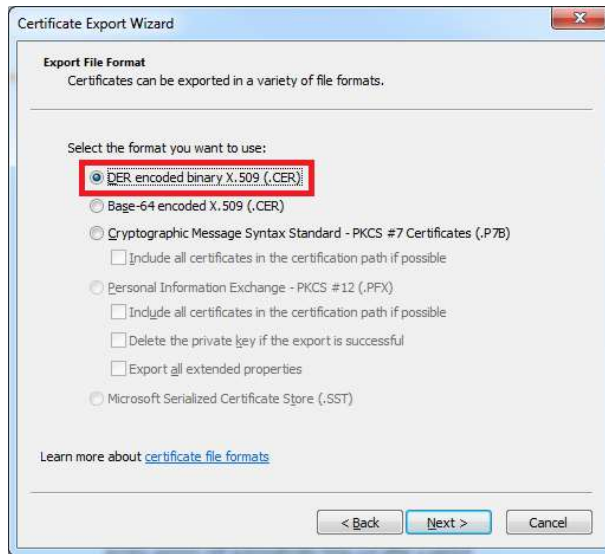 Certificate Export Wizard
Export File Format
Certificates can be exported in a variety of file formats.
Select the format you want to use:
DER encoded binary X.509 (.CER)
Base-64 encoded X.509 (.CER)
Cryptographic Message Syntax Standard - PKCS #7 Certificates (.P7B)
Include all certificates in the certification path if possible
Personal Information Exchange - PKCS #12 (.PFX)
Include all certificates in the certification path if possible
Delete the private key if the export is successful
Export all extended properties
Microsoft Serialized Certificate Store (.SST)
Learn more about certificate file formats
< Back Next > Cancel